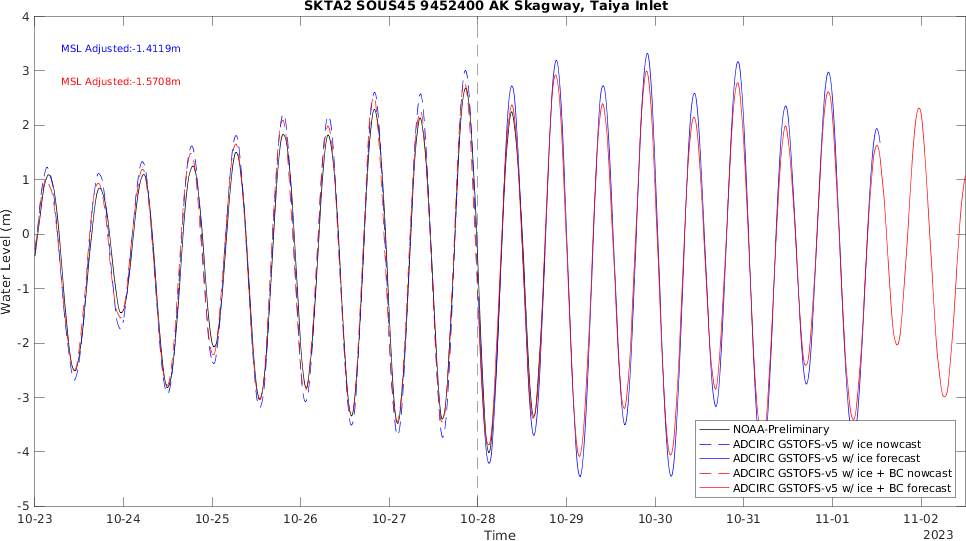 SKTA2 SOUS45 9452400 AK Skagway, Taiya Inlet
MSL Adjusted:-1.4119m
MSL Adjusted:-1.5708m
Water Level (m)
4
3
2
1
0
-1
-2
-3
-4
-5
NOAA-Preliminary
ADCIRC GSTOFS-v5 w/ ice nowcast
ADCIRC GSTOFS-v5 w/ ice forecast
ADCIRC GSTOFS-v5 w/ ice + BC nowcast
ADCIRC GSTOFS-v5 w/ ice + BC forecast
10-23 10-24 10-25 10-26 10-27 10-28 10-29 10-30 10-31 11-01 11-02
Time
2023